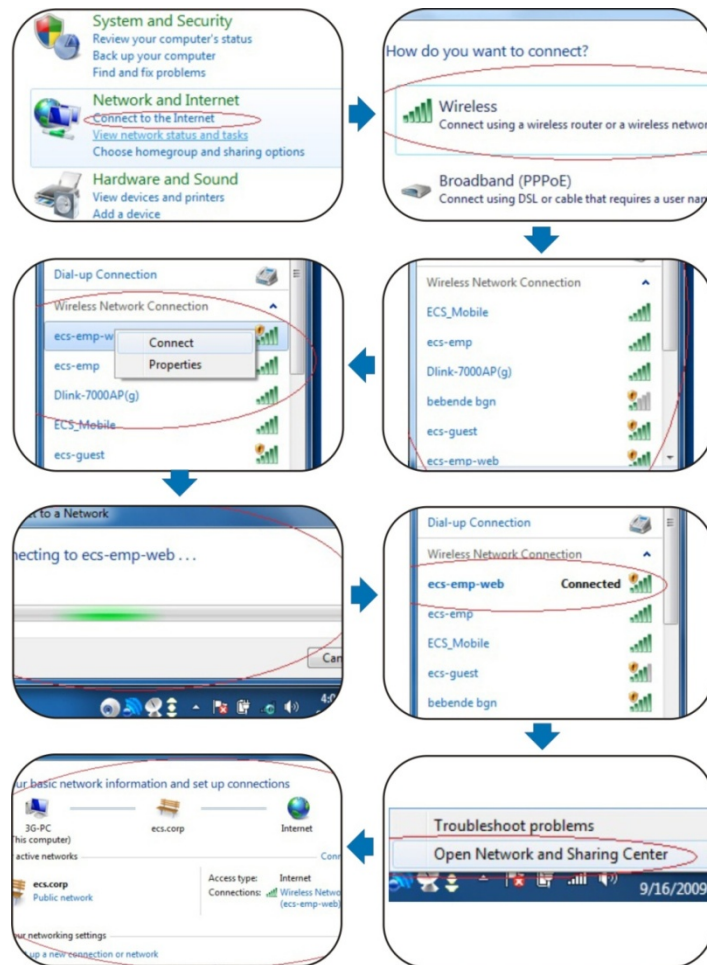 System and Security
Review your computer's status
Back up your computer
Find and fix problems
Network and Internet
Connect to the Internet
View network status and tasks
Choose homegroup and sharing options
Hardware and Sound
View devices and printers
Add a device
How do you want to connect?
Wireless
Connect using a wireless router or a wireless networ
Broadband (PPPoE)
Connect using DSL or cable that requires a user nam
Wireless Network Connection
ECS_Mobile
ecs-emp
Dlink-7000AP(g)
bebende bgn
ecs-guest
ecs-emp-web
Dial-up Connection
Wireless Network Connection
ecs-emp-w
Connect
Properties
ecs-emp
Dlink-7000AP(g)
ECS_Mobile
ecs-guest
t to a Network
necting to ecs-emp-web . . .
Can
4:0
Dial-up Connection
Wireless Network Connection
ecs-emp-web Connected
ecs-emp
ECS_Mobile
ecs-guest
bebende bgn
Troubleshoot problems
Open Network and Sharing Center
9/16/2009
ur basic network information and set up connections
3G-PC
This computer)
ecs.corp
Internet
active networks
Conn
ecs.corp
Public network
Access type: Internet
Connections: Wireless Netwo
(ecs-emp-web)
ur networking settings
up a new connection or network